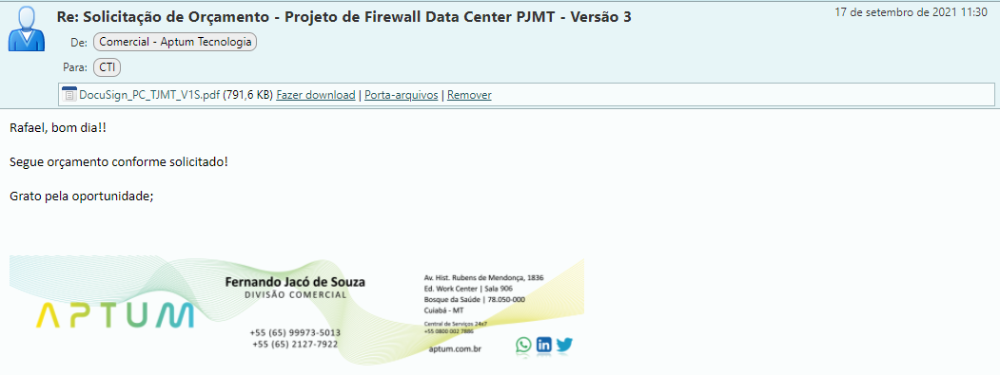 Re: Solicitação de Orçamento - Projeto de Firewall Data Center PJMT - Versão 3
17 de setembro de 2021 11:30
De: Comercial - Aptum Tecnologia
Para: CTI
DocuSign_PC_TJMT_V1S.pdf (791,6 KB) Fazer download | Porta-arquivos | Remover
Rafael, bom dia!!
Segue orçamento conforme solicitado!
Grato pela oportunidade;
APTUM
Fernando Jacó de Souza
DIVISÃO COMERCIAL
+55 (65) 99973-5013
+55 (65) 2127-7922
Av. Hist. Rubens de Mendonça, 1836
Ed. Work Center | Sala 906
Bosque da Saúde | 78.050-000
Cuiabá - MT
Central de Serviços 24x7
+55 0800 002 7886
aptum.com.br